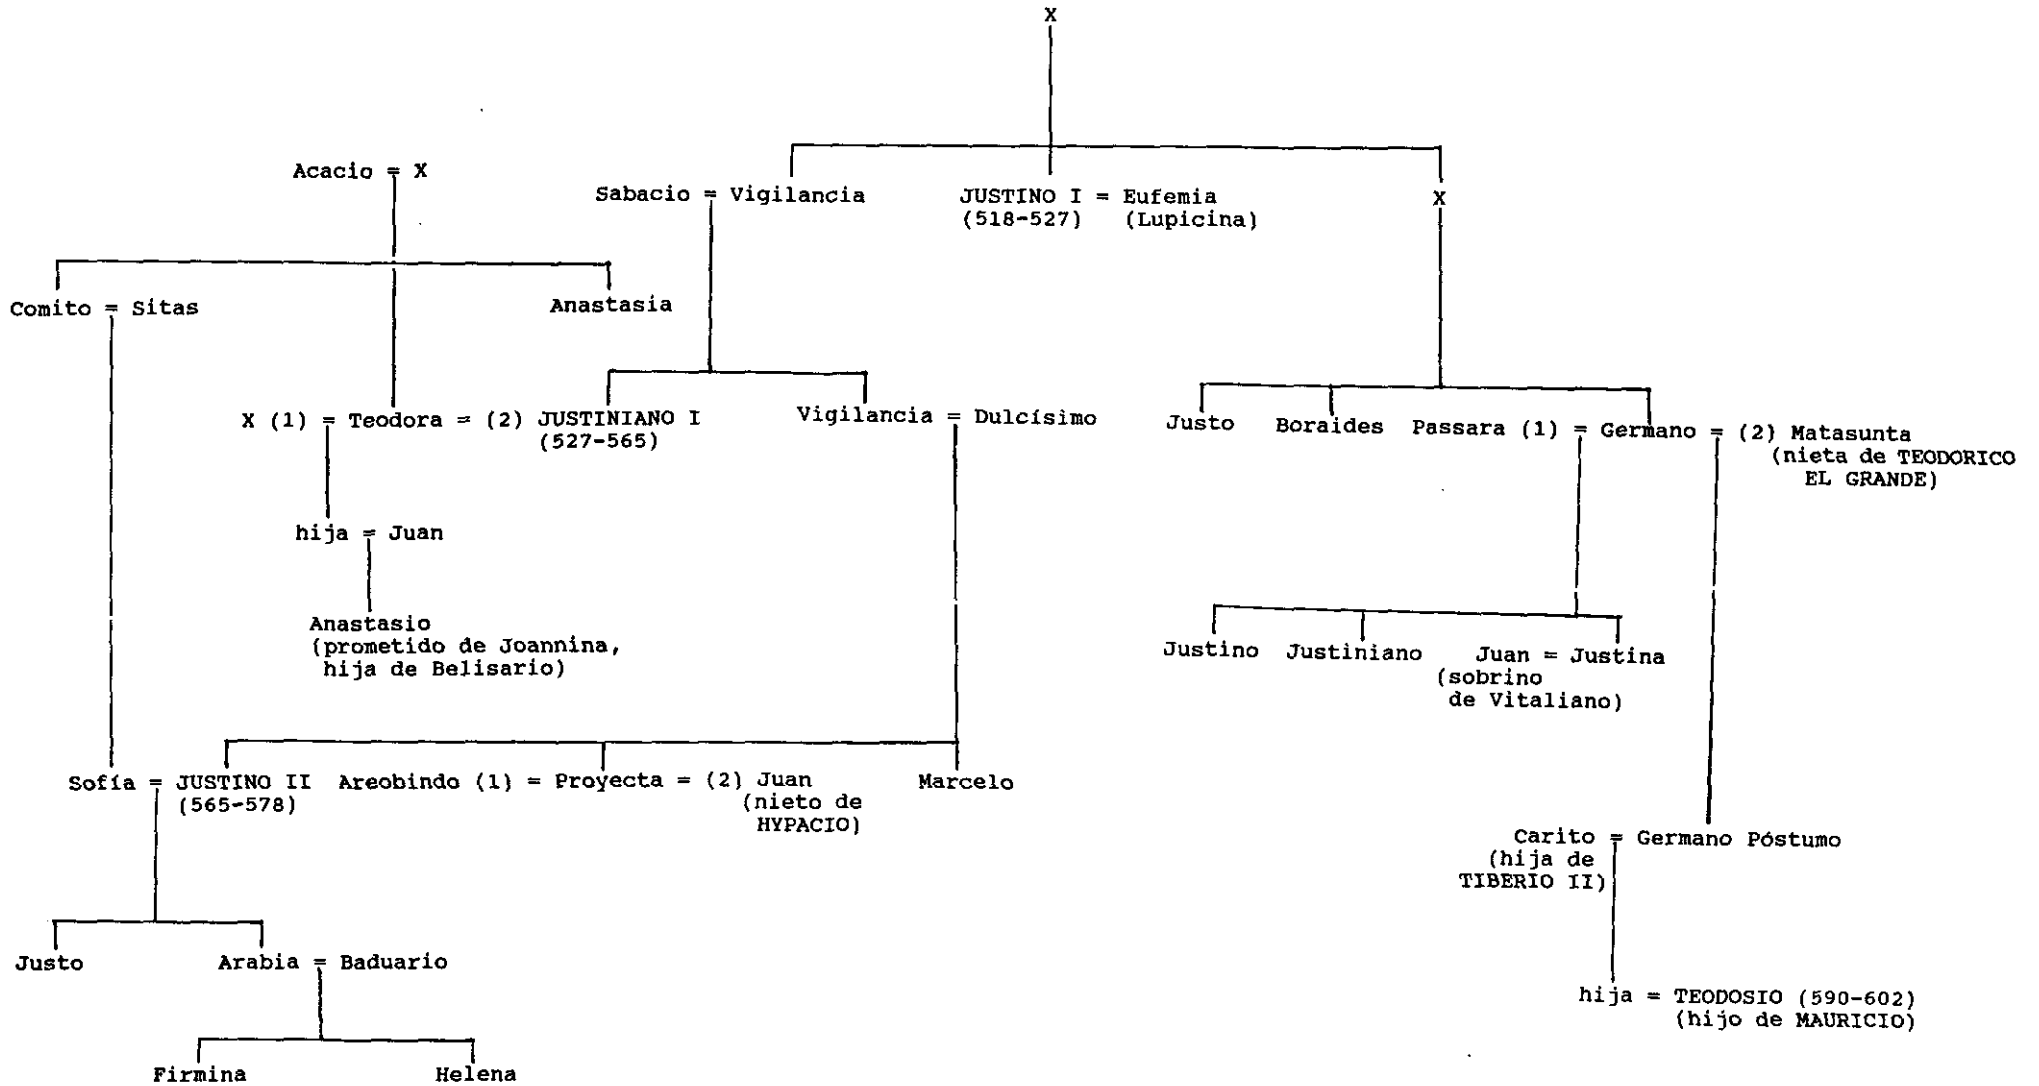 X
Acacio = X
Sabacio = Vigilancia
JUSTINO I = Eufemia
(518-527) (Lupicina)
X
Comito = Sitas
Anastasia
X (1) = Teodora = (2) JUSTINIANO I
(527-565)
Vigilancia = Dulcísimo
Justo
Boraides
Passara (1) = Germano = (2) Matasunta
(nieta de TEODORICO
EL GRANDE)
hija = Juan
Anastasio
(prometido de Joannina,
hija de Belisario)
Justino
Justiniano
Juan = Justina
(sobrino
de Vitaliano)
Sofía = JUSTINO II
(565-578)
Areobindo (1) = Proyecta = (2) Juan
(nieto de
HYPACIO)
Marcelo
Carito = Germano Póstumo
(hija de
TIBERIO II)
Justo
Arabia = Baduario
hija = TEODOSIO (590-602)
(hijo de MAURICIO)
Firmina
Helena